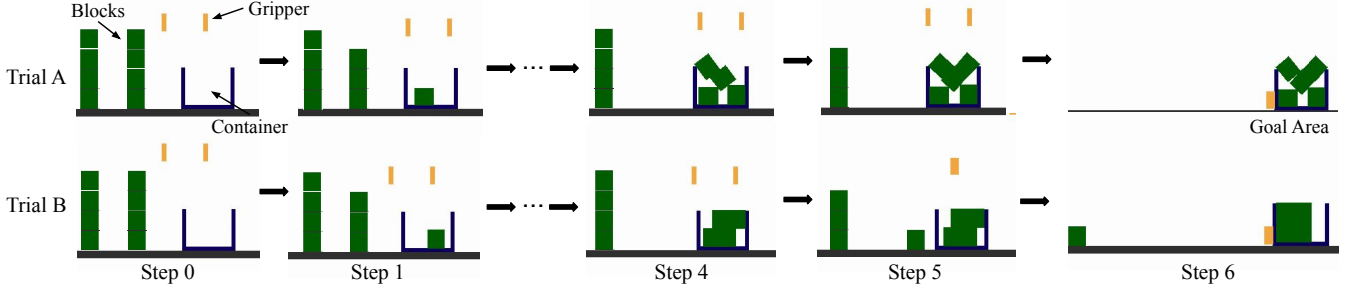 Blocks
Gripper
Trial A
Container
Goal Area
Trial B
Step 0
Step 1
Step 4
Step 5
Step 6